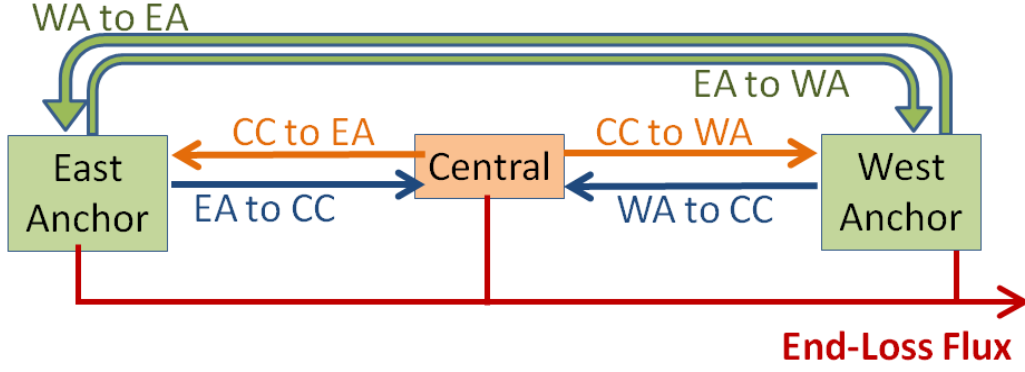 WA to EA
EA to WA
CC to EA
CC to WA
East
Anchor
Central
West
Anchor
EA to CC
WA to CC
End-Loss Flux